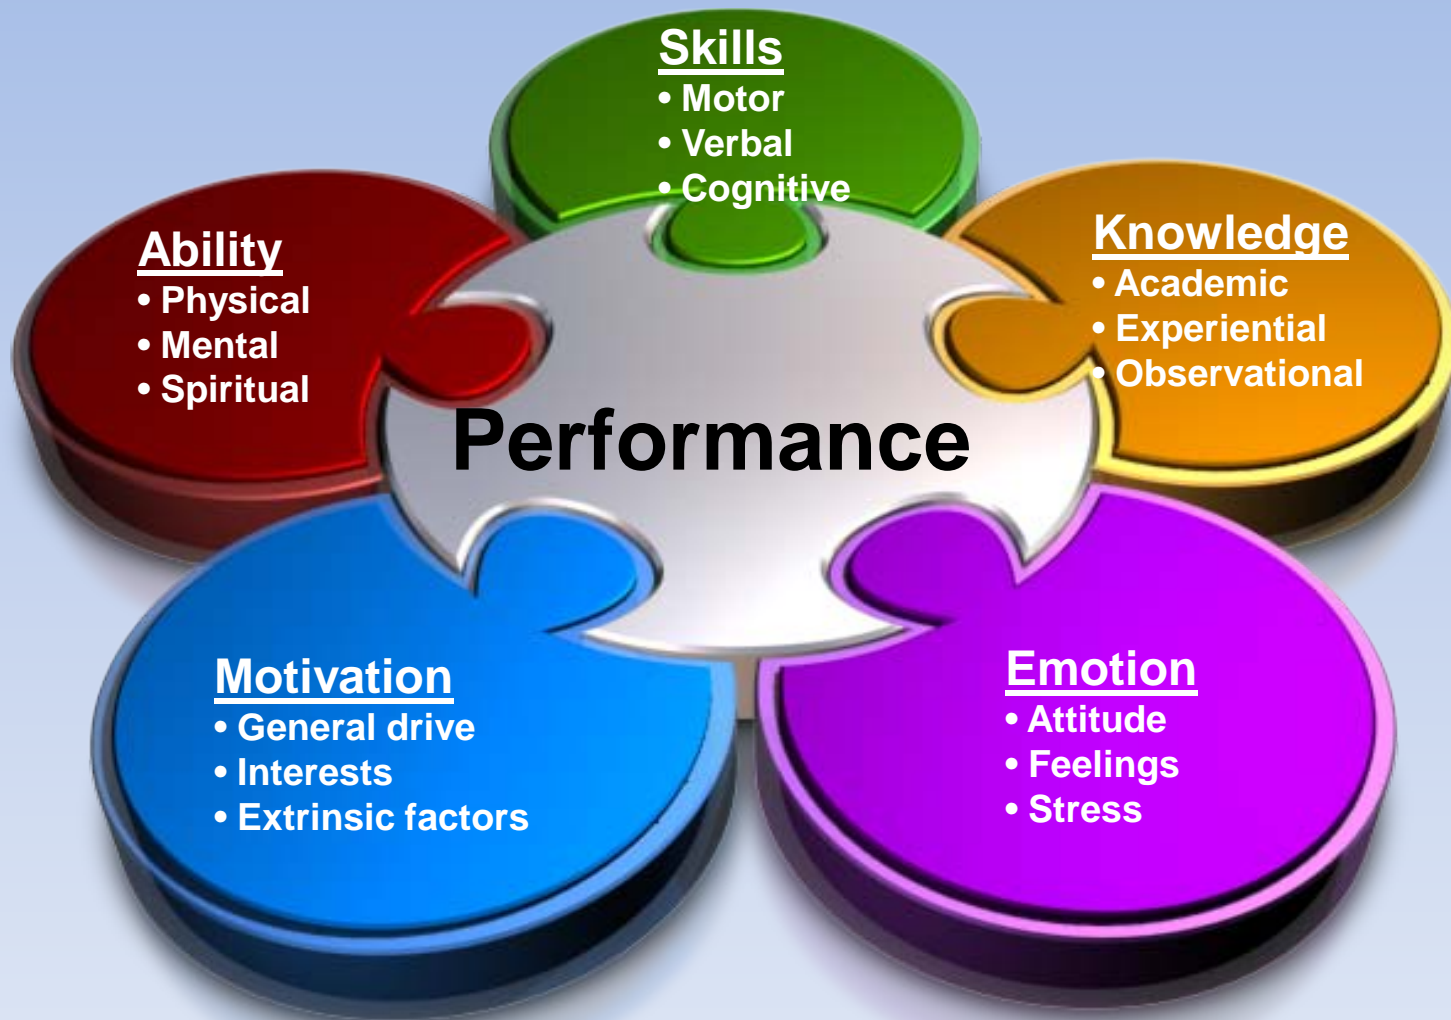 Skills
• Motor
• Verbal
• Cognitive
Ability
• Physical
• Mental
• Spiritual
Knowledge
• Academic
• Experiential
• Observational
Performance
Motivation
• General drive
• Interests
• Extrinsic factors
Emotion
• Attitude
• Feelings
• Stress